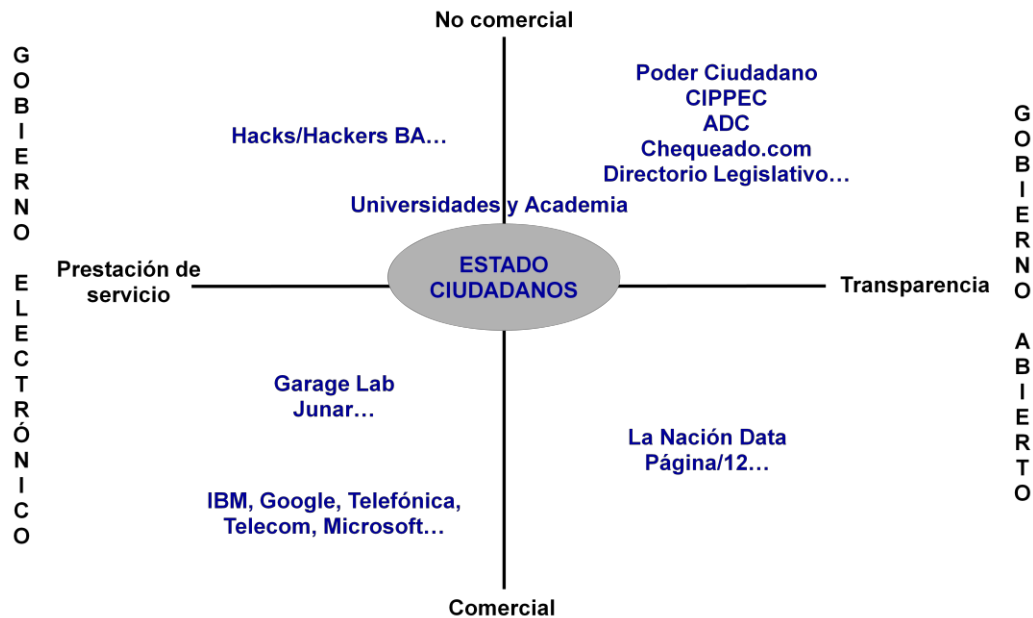 No comercial
GOBIERNO ELECTRÓNICO
Poder Ciudadano
CIPPEC
ADC
Chequeado.com
Directorio Legislativo…
Hacks/Hackers BA…
Universidades y Academia
ESTADO
CIUDADANOS
Prestación de
servicio
Transparencia
GOBIERNO ABIERTO
Garage Lab
Junar…
La Nación Data
Página/12…
IBM, Google, Telefónica,
Telecom, Microsoft…
Comercial